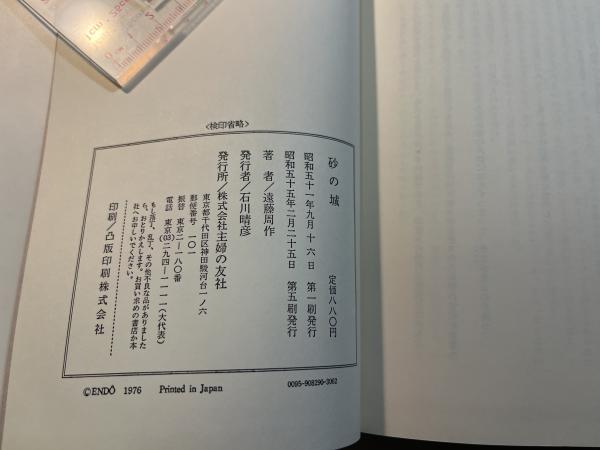 〈検印省略〉
砂の城
定価八八〇円
昭和五十一年九月十六日 第一刷発行
昭和五十五年二月二十五日 第五刷発行
著者/遠藤周作
発行者/石川晴彦
発行所/株式会社主婦の友社
東京都千代田区神田駿河台一ノ六
郵便番号 一〇一
振替 東京二―一八〇番
電話 東京(03)二九四―一一一一(大代表)
もし落丁、乱丁、その他不良な品がありました
ら、おとりかえします。お買い求めの書店か本
社へお申しいでください。
印刷/凸版印刷株式会社
©ENDŌ 1976 Printed in Japan
0095-908290-3062